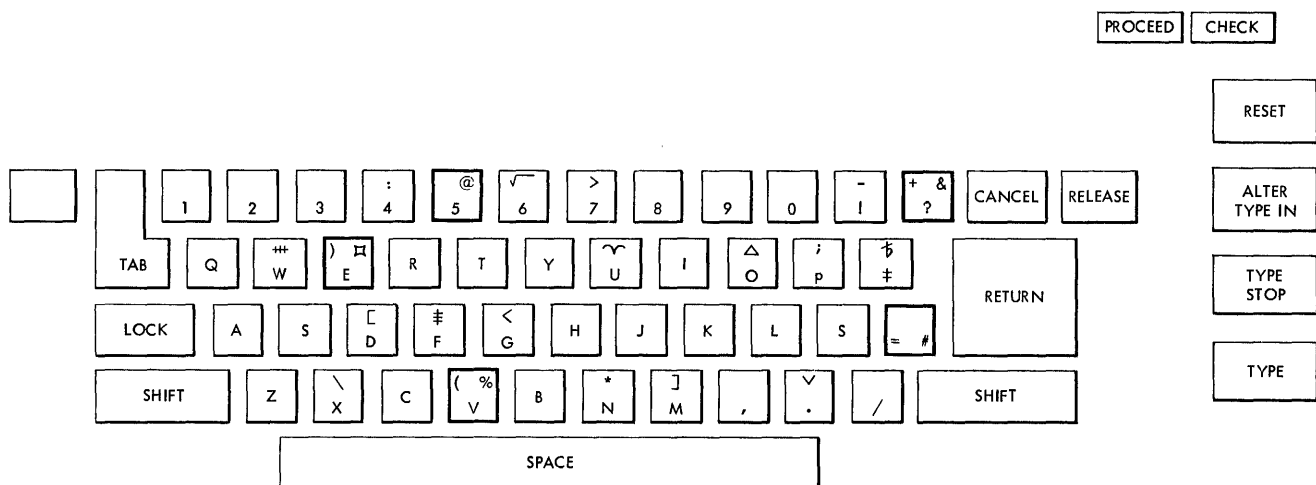 PROCEED CHECK
RESET
1 2 3 : 4 @ 5 √ 6 > 7 8 9 0 - ! + & ? CANCEL RELEASE
ALTER TYPE IN
TAB Q ⧻ W ) ⌑ E R T Y U I △ O ; p ‡
TYPE STOP
LOCK A S [ D F < G H J K L S = # RETURN
TYPE
SHIFT Z \ X C ( % V B * N ] M , ⌵ . / SHIFT
SPACE